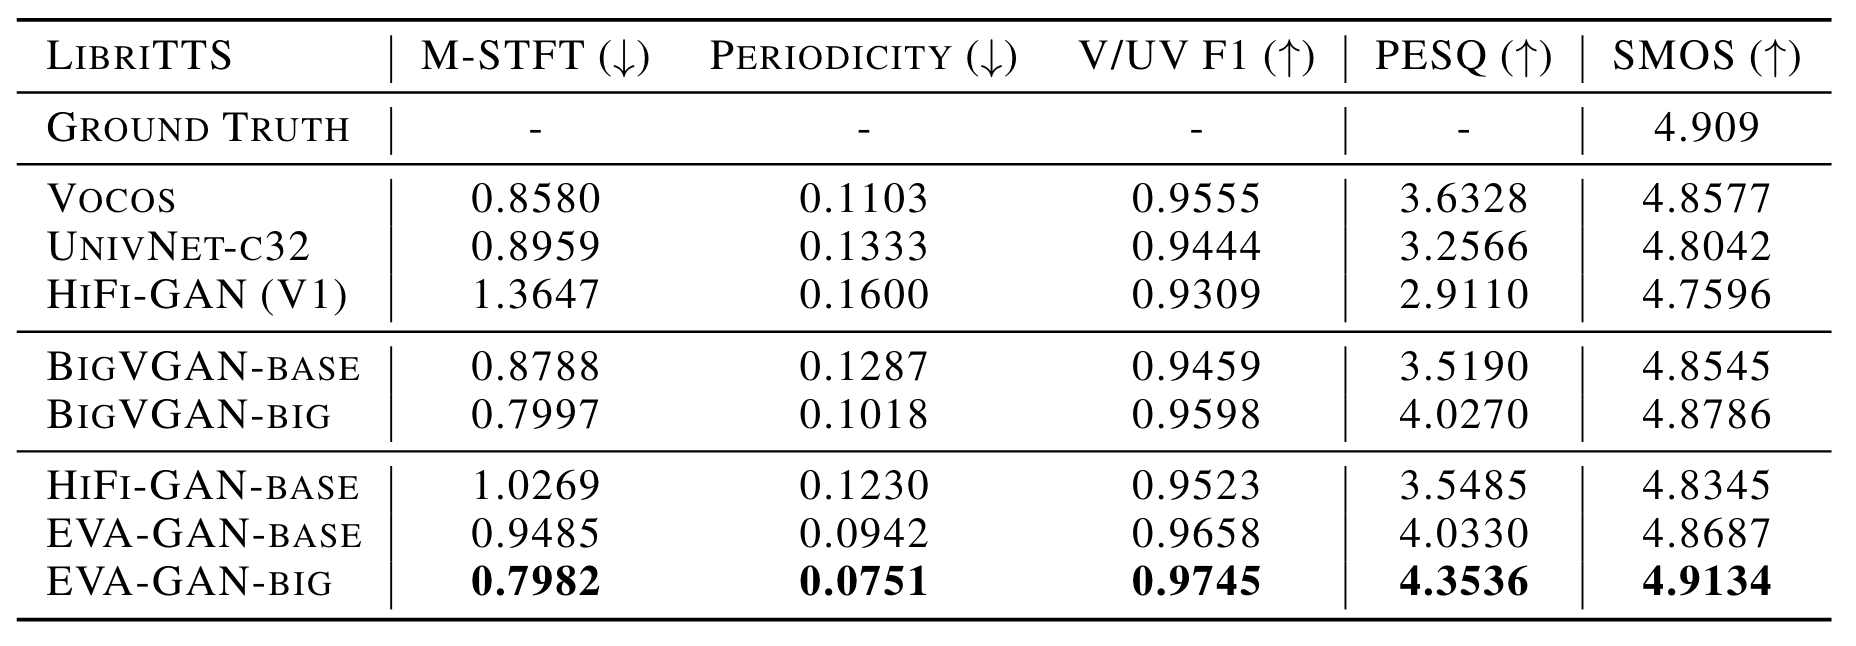 LIBRITTS M-STFT (↓) PERIODICITY (↓) V/UV F1 (↑) PESQ (↑) SMOS (↑)
GROUND TRUTH - - - - 4.909
VOCOS 0.8580 0.1103 0.9555 3.6328 4.8577
UNIVNET-C32 0.8959 0.1333 0.9444 3.2566 4.8042
HIFI-GAN (V1) 1.3647 0.1600 0.9309 2.9110 4.7596
BIGVGAN-BASE 0.8788 0.1287 0.9459 3.5190 4.8545
BIGVGAN-BIG 0.7997 0.1018 0.9598 4.0270 4.8786
HIFI-GAN-BASE 1.0269 0.1230 0.9523 3.5485 4.8345
EVA-GAN-BASE 0.9485 0.0942 0.9658 4.0330 4.8687
EVA-GAN-BIG 0.7982 0.0751 0.9745 4.3536 4.9134